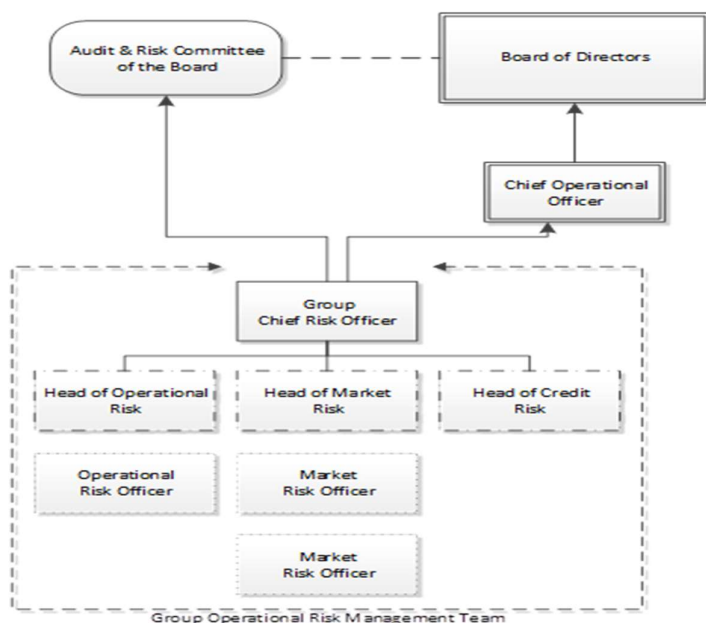 Audit & Risk Committee
of the Board
Board of Directors
Chief Operational
Officer
Group
Chief Risk Officer
Head of Operational
Risk
Head of Market
Risk
Head of Credit
Risk
Operational
Risk Officer
Market
Risk Officer
Market
Risk Officer
Group Operational Risk Management Team